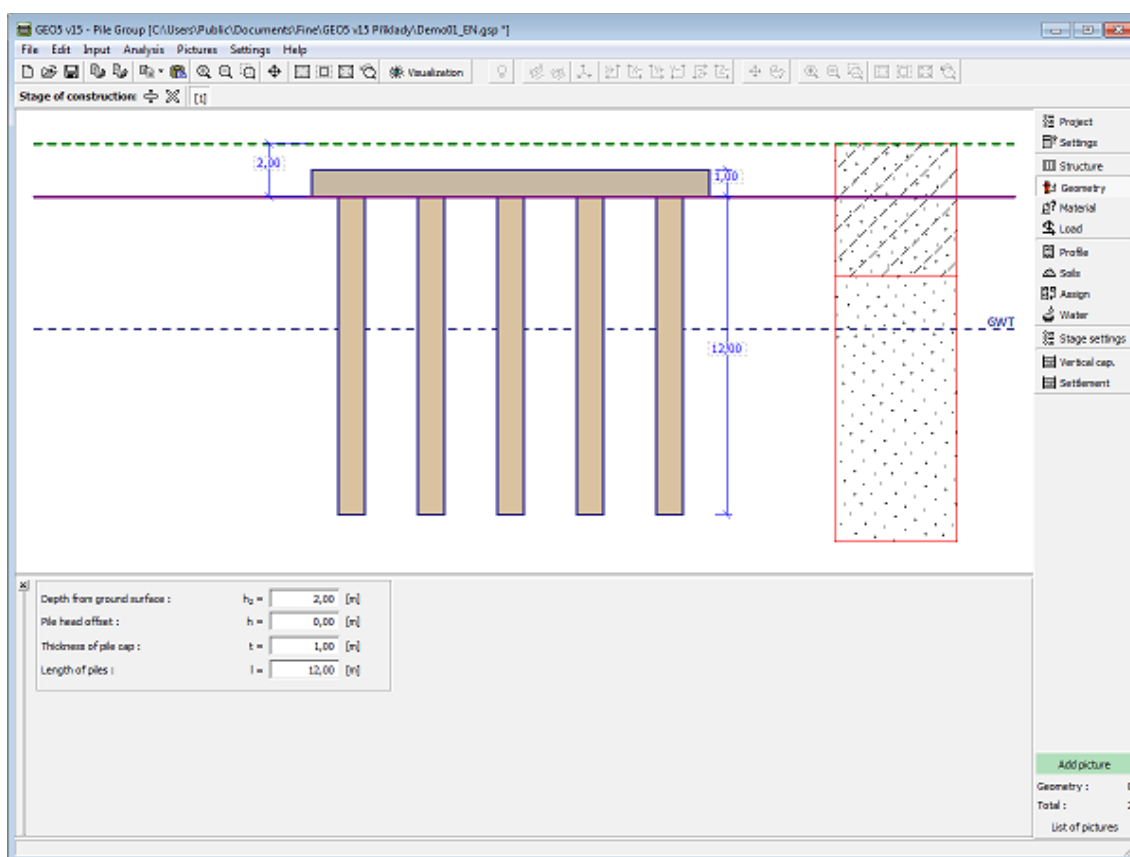 GEO5 v15 - Pile Group [C:\Users\Public\Documents\Fine\GEO5 v15 Příklady\Demo01_EN.gsp *]
File Edit Input Analysis Pictures Settings Help
Visualization
Stage of construction: [1]
Project
Settings
Structure
Geometry
Material
Load
Profile
Soils
Assign
Water
Stage settings
Vertical cap.
Settlement
2,00
1,00
GWT
12,00
Depth from ground surface : hz = 2,00 [m]
Pile head offset : h = 0,00 [m]
Thickness of pile cap : t = 1,00 [m]
Length of piles : l = 12,00 [m]
Add picture
Geometry :
Total :
List of pictures